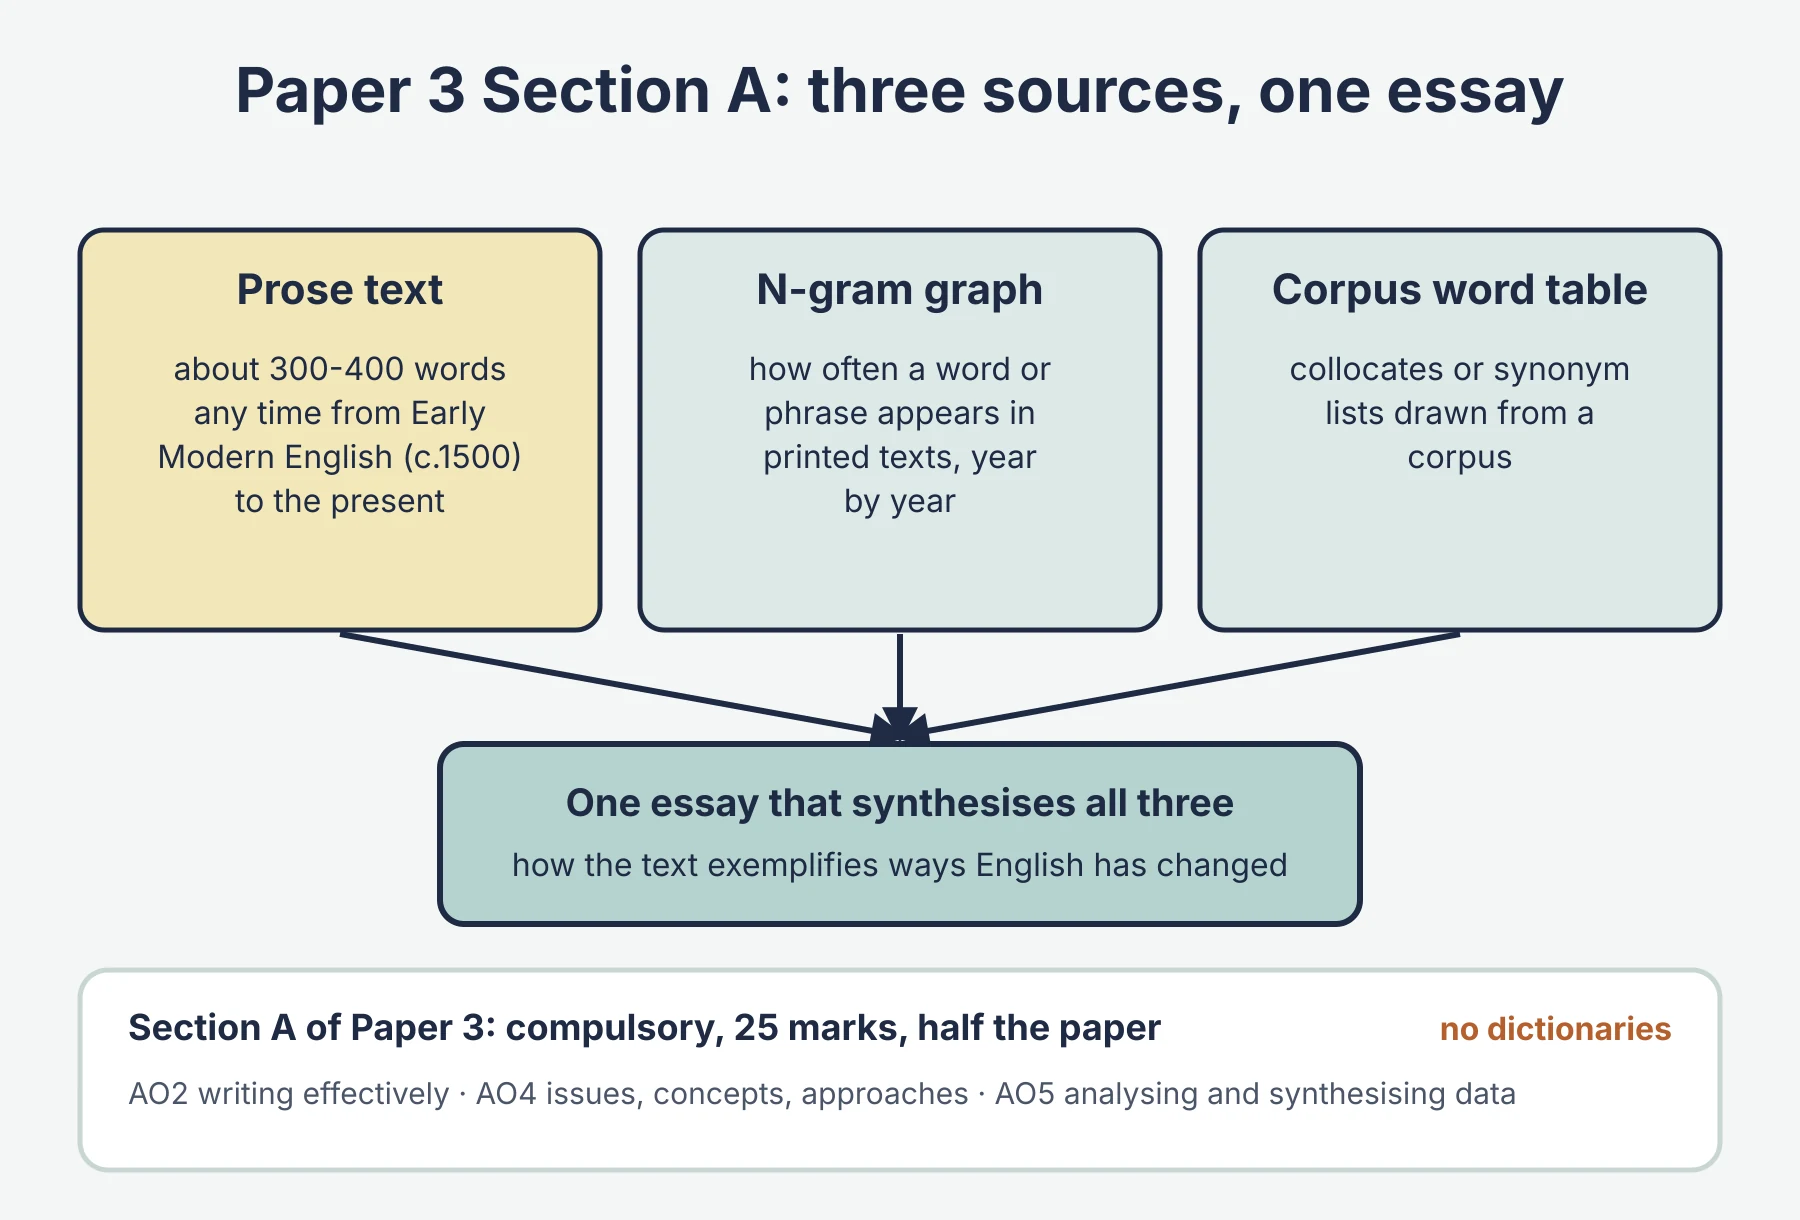 Paper 3 Section A: three sources, one essay
Prose text
about 300-400 words
any time from Early
Modern English (c.1500)
to the present
N-gram graph
how often a word or
phrase appears in
printed texts, year
by year
Corpus word table
collocates or synonym
lists drawn from a
corpus
One essay that synthesises all three
how the text exemplifies ways English has changed
Section A of Paper 3: compulsory, 25 marks, half the paper
no dictionaries
AO2 writing effectively · AO4 issues, concepts, approaches · AO5 analysing and synthesising data